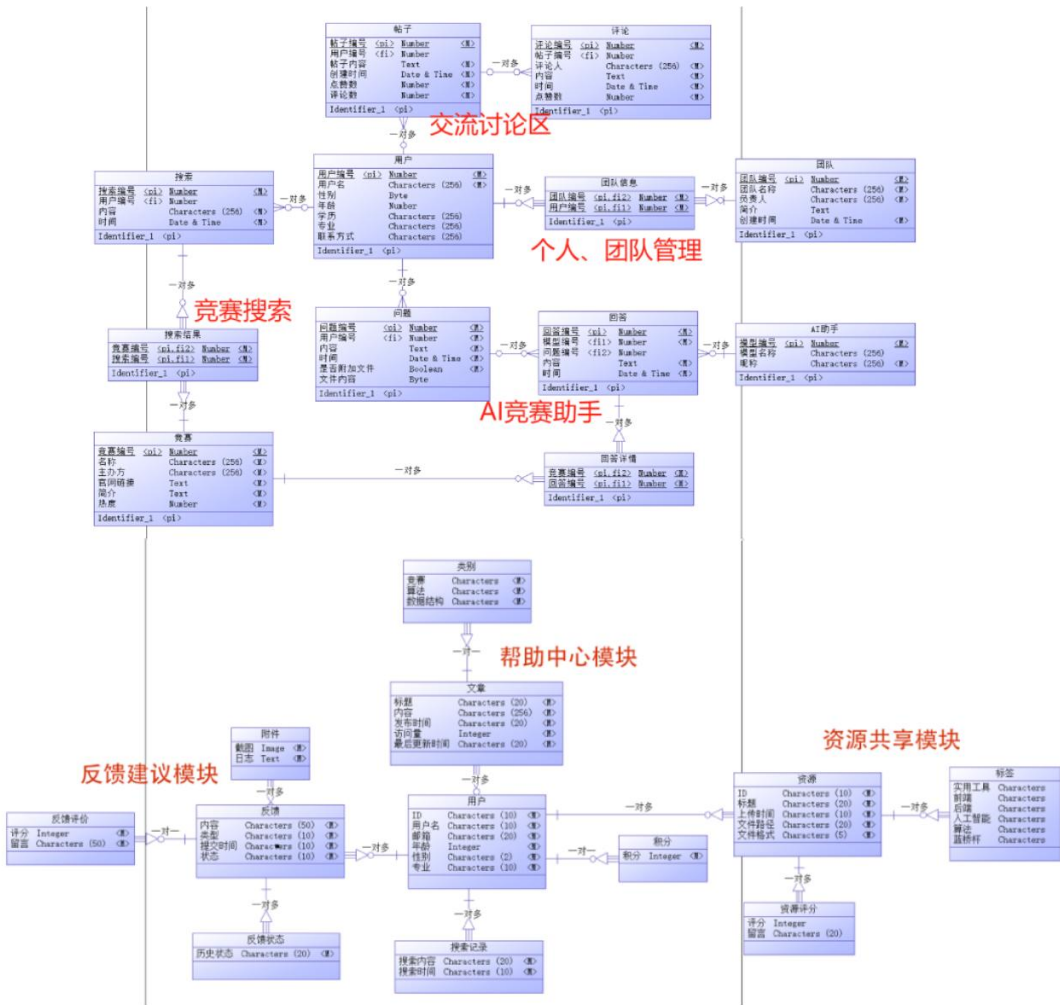 帖子
帖子编号 <pi> Number <M>
用户编号 <fi> Number
帖子内容 Text <M>
创建时间 Date & Time <M>
点赞数 Number <M>
评论数 Number <M>
Identifier_1 <pi>
一对多
评论
评论编号 <pi> Number <M>
帖子编号 <fi> Number
评论人 Characters (256) <M>
内容 Text <M>
时间 Date & Time <M>
点赞数 Number <M>
Identifier_1 <pi>
一对多
交流讨论区
搜索
搜索编号 <pi> Number <M>
用户编号 <fi> Number
内容 Characters (256) <M>
时间 Date & Time <M>
Identifier_1 <pi>
一对多
用户
用户编号 <pi> Number <M>
用户名 Characters (256) <M>
性别 Byte
年龄 Number
学历 Characters (256)
专业 Characters (256)
联系方式 Characters (256)
Identifier_1 <pi>
一对多
团队信息
团队编号 <pi,fi2> Number <M>
用户编号 <pi,fi1> Number <M>
Identifier_1 <pi>
一对多
团队
团队编号 <pi> Number <M>
团队名称 Characters (256) <M>
负责人 Characters (256) <M>
简介 Text
创建时间 Date & Time <M>
Identifier_1 <pi>
个人、团队管理
一对多
一对多
竞赛搜索
搜索结果
竞赛编号 <pi,fi2> Number <M>
搜索编号 <pi,fi1> Number <M>
Identifier_1 <pi>
一对多
问题
问题编号 <pi> Number <M>
用户编号 <fi> Number <M>
内容 Text <M>
时间 Date & Time <M>
是否附加文件 Boolean <M>
文件内容 Byte
Identifier_1 <pi>
一对多
回答
回答编号 <pi> Number <M>
模型编号 <fi1> Number <M>
问题编号 <fi2> Number
内容 Text <M>
时间 Date & Time <M>
Identifier_1 <pi>
一对多
AI助手
模型编号 <pi> Number <M>
模型名称 Characters (256)
昵称 Characters (256) <M>
Identifier_1 <pi>
AI竞赛助手
一对多
竞赛
竞赛编号 <pi> Number <M>
名称 Characters (256) <M>
主办方 Characters (256) <M>
官网链接 Text <M>
简介 Text <M>
热度 Number <M>
Identifier_1 <pi>
一对多
回答详情
竞赛编号 <pi,fi2> Number <M>
回答编号 <pi,fi1> Number <M>
Identifier_1 <pi>
类别
竞赛 Characters <M>
算法 Characters <M>
数据结构 Characters <M>
一对一
帮助中心模块
文章
标题 Characters (20) <M>
内容 Characters (256) <M>
发布时间 Characters (20) <M>
访问量 Integer <M>
最后更新时间 Characters (20) <M>
一对多
附件
截图 Image <M>
日志 Text <M>
一对多
反馈建议模块
资源共享模块
反馈评价
评分 Integer <M>
留言 Characters (50) <M>
一对一
反馈
内容 Characters (50) <M>
类型 Characters (10) <M>
提交时间 Characters (10) <M>
状态 Characters (10) <M>
一对多
用户
ID Characters (10) <M>
用户名 Characters (10) <M>
邮箱 Characters (20) <M>
年龄 Integer <M>
性别 Characters (2) <M>
专业 Characters (10) <M>
一对多
一对一
积分
积分 Integer <M>
资源
ID Characters (10) <M>
标题 Characters (20) <M>
上传时间 Characters (10) <M>
文件路径 Characters (20) <M>
文件格式 Characters (5) <M>
一对多
标签
实用工具 Characters
前端 Characters
后端 Characters
人工智能 Characters
算法 Characters
蓝桥杯 Characters
一对多
反馈状态
历史状态 Characters (20) <M>
一对多
搜索记录
搜索内容 Characters (20) <M>
搜索时间 Characters (10) <M>
一对多
资源评分
评分 Integer
留言 Characters (20)